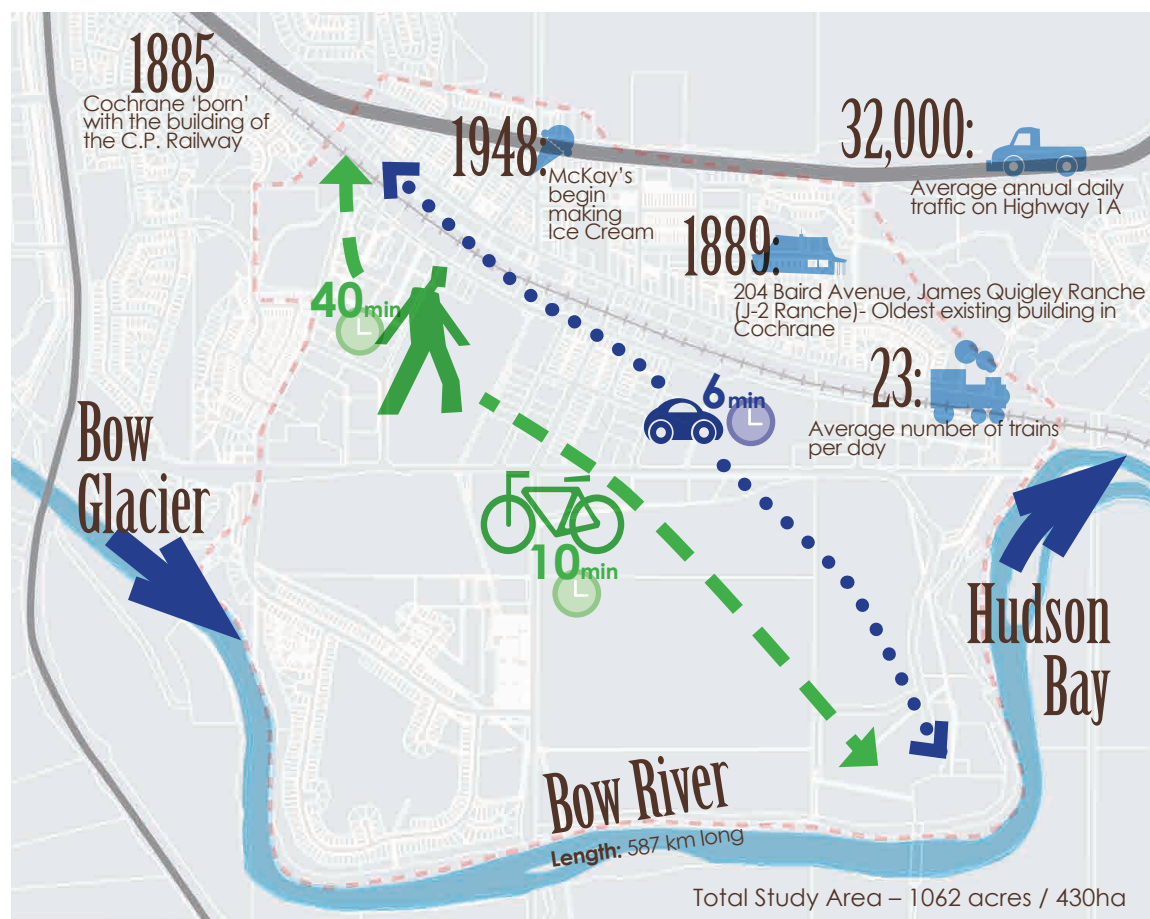 1885
Cochrane 'born'
with the building of
the C.P. Railway
1948:
McKay's
begin
making
Ice Cream
32,000:
Average annual daily
traffic on Highway 1A
1889:
204 Baird Avenue, James Quigley Ranche
(J-2 Ranche)- Oldest existing building in
Cochrane
23:
Average number of trains
per day
40min
6min
10min
Bow
Glacier
Hudson
Bay
Bow River
Length: 587 km long
Total Study Area – 1062 acres / 430ha